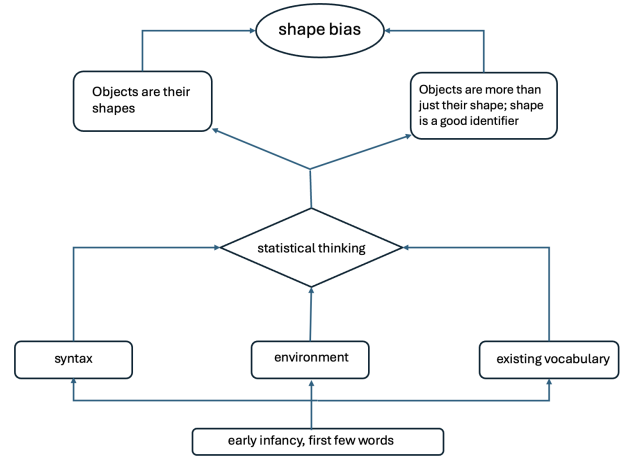 shape bias
Objects are their
shapes
Objects are more than
just their shape; shape
is a good identifier
statistical thinking
syntax
environment
existing vocabulary
early infancy, first few words